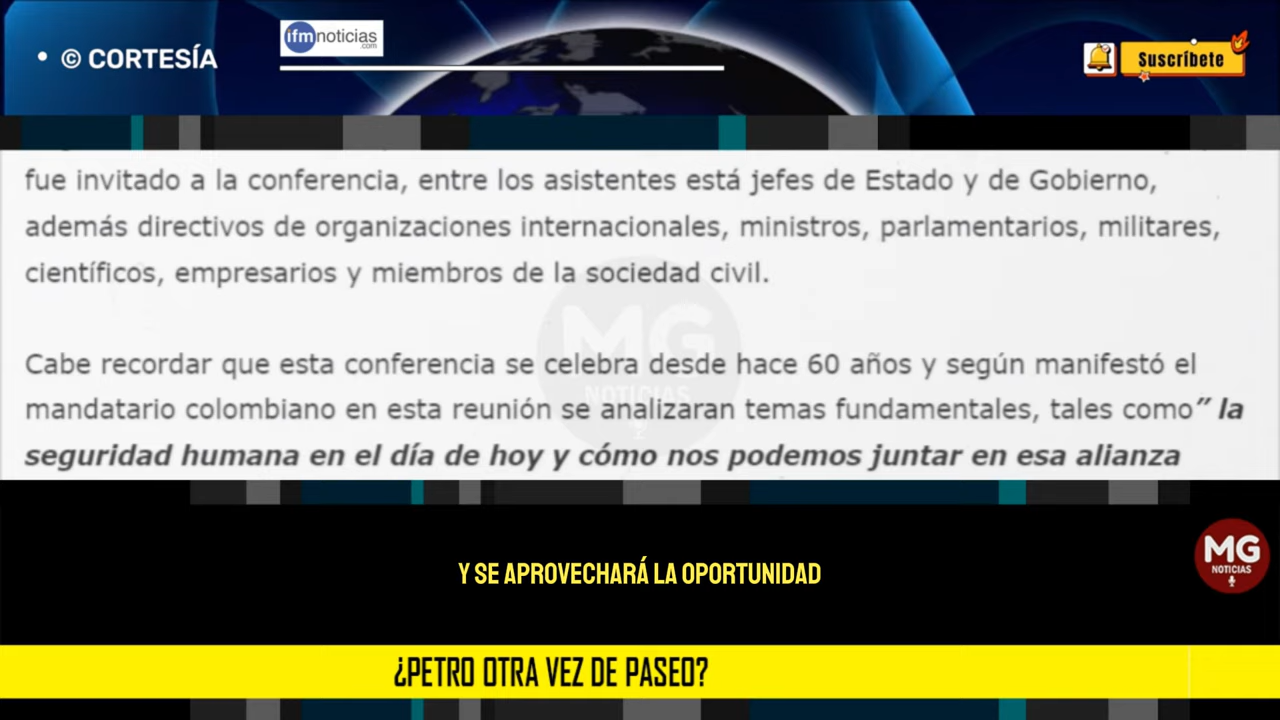 • © CORTESÍA
ifmnoticias
.com
Suscríbete
fue invitado a la conferencia, entre los asistentes está jefes de Estado y de Gobierno,
además directivos de organizaciones internacionales, ministros, parlamentarios, militares,
científicos, empresarios y miembros de la sociedad civil.
Cabe recordar que esta conferencia se celebra desde hace 60 años y según manifestó el
mandatario colombiano en esta reunión se analizaran temas fundamentales, tales como” la
seguridad humana en el día de hoy y cómo nos podemos juntar en esa alianza
MG
NOTICIAS
Y SE APROVECHARÁ LA OPORTUNIDAD
MG
NOTICIAS
¿PETRO OTRA VEZ DE PASEO?